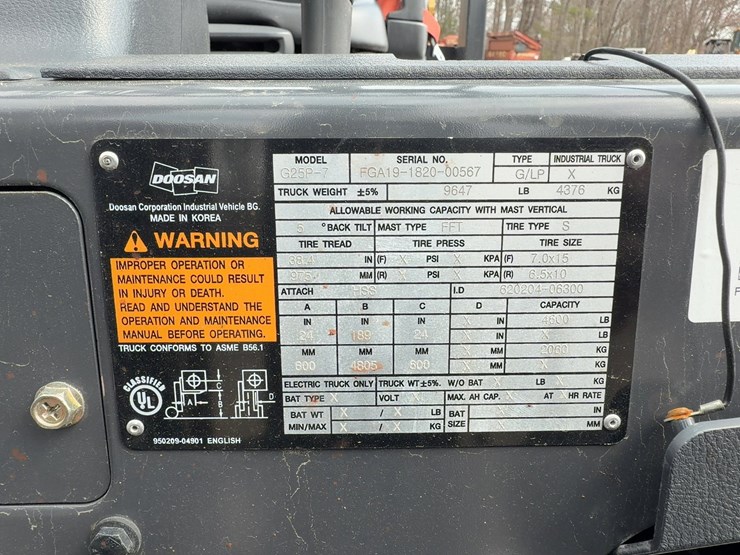 DOOSAN
Doosan Corporation Industrial Vehicle BG.
MADE IN KOREA
WARNING
IMPROPER OPERATION OR
MAINTENANCE COULD RESULT
IN INJURY OR DEATH.
READ AND UNDERSTAND THE
OPERATION AND MAINTENANCE
MANUAL BEFORE OPERATING.
TRUCK CONFORMS TO ASME B56.1
CLASSIFIED
UL
A C B D
950209-04901 ENGLISH
MODEL SERIAL NO. TYPE INDUSTRIAL TRUCK
G25P-7 FGA19-1820-00567 G/LP X
TRUCK WEIGHT ±5% 9647 LB 4376 KG
ALLOWABLE WORKING CAPACITY WITH MAST VERTICAL
5 °BACK TILT MAST TYPE FFT TIRE TYPE S
TIRE TREAD TIRE PRESS TIRE SIZE
IN (F) X PSI X KPA (F) 7.0x15
MM (R) X PSI X KPA (R) 6.5x10
ATTACH HSS I.D 620204-06300
A B C D CAPACITY
IN IN IN X IN 4600 LB
24 189 24 X IN X LB
MM MM MM X MM 2080 KG
600 4805 600 X MM X KG
ELECTRIC TRUCK ONLY TRUCK WT ±5%. W/O BAT X LB X KG
BAT TYPE X VOLT X MAX. AH CAP. X AT X HR RATE
BAT WT X / X LB BAT X IN
MIN/MAX X / X KG SIZE X MM